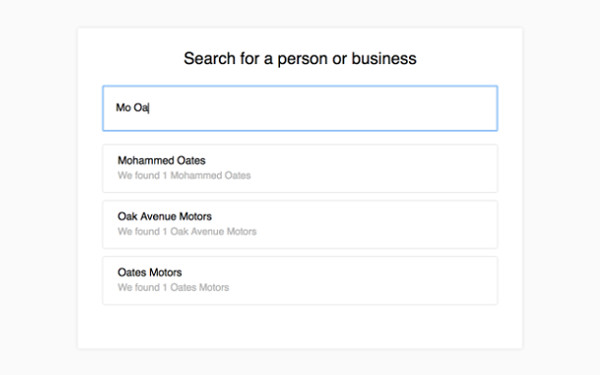 Search for a person or business
Mo Oa
Mohammed Oates
We found 1 Mohammed Oates
Oak Avenue Motors
We found 1 Oak Avenue Motors
Oates Motors
We found 1 Oates Motors